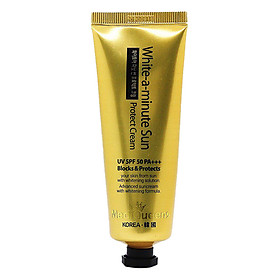 White-a-minute Sun
Protect Cream
UV SPF 50 PA+++
Blocks & Protects
your skin from sun
with whitening solution.
Advanced suncream
with whitening formula.
KOREA • 韓國